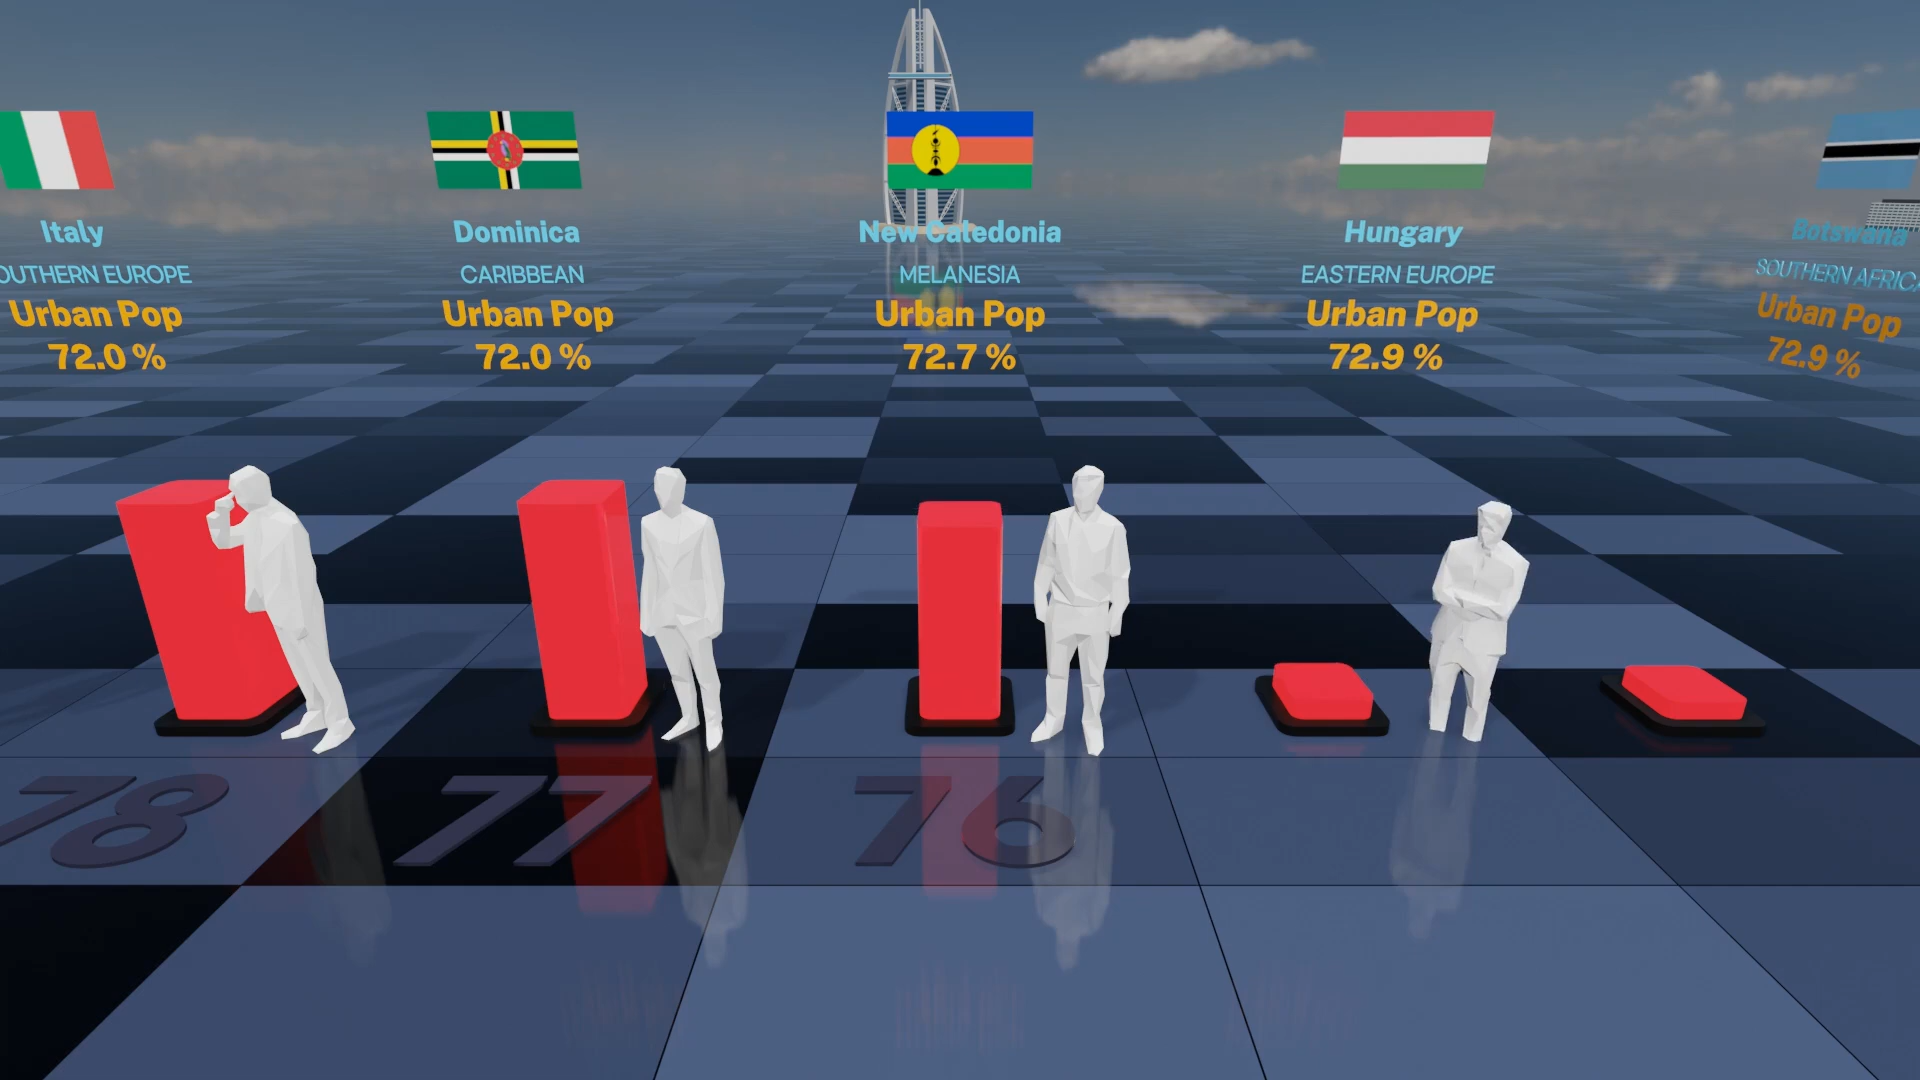 Italy
OUTHERN EUROPE
Urban Pop
72.0 %
Dominica
CARIBBEAN
Urban Pop
72.0 %
New Caledonia
MELANESIA
Urban Pop
72.7 %
Hungary
EASTERN EUROPE
Urban Pop
72.9 %
Botswana
SOUTHERN AFRICA
Urban Pop
72.9 %
78
77
76